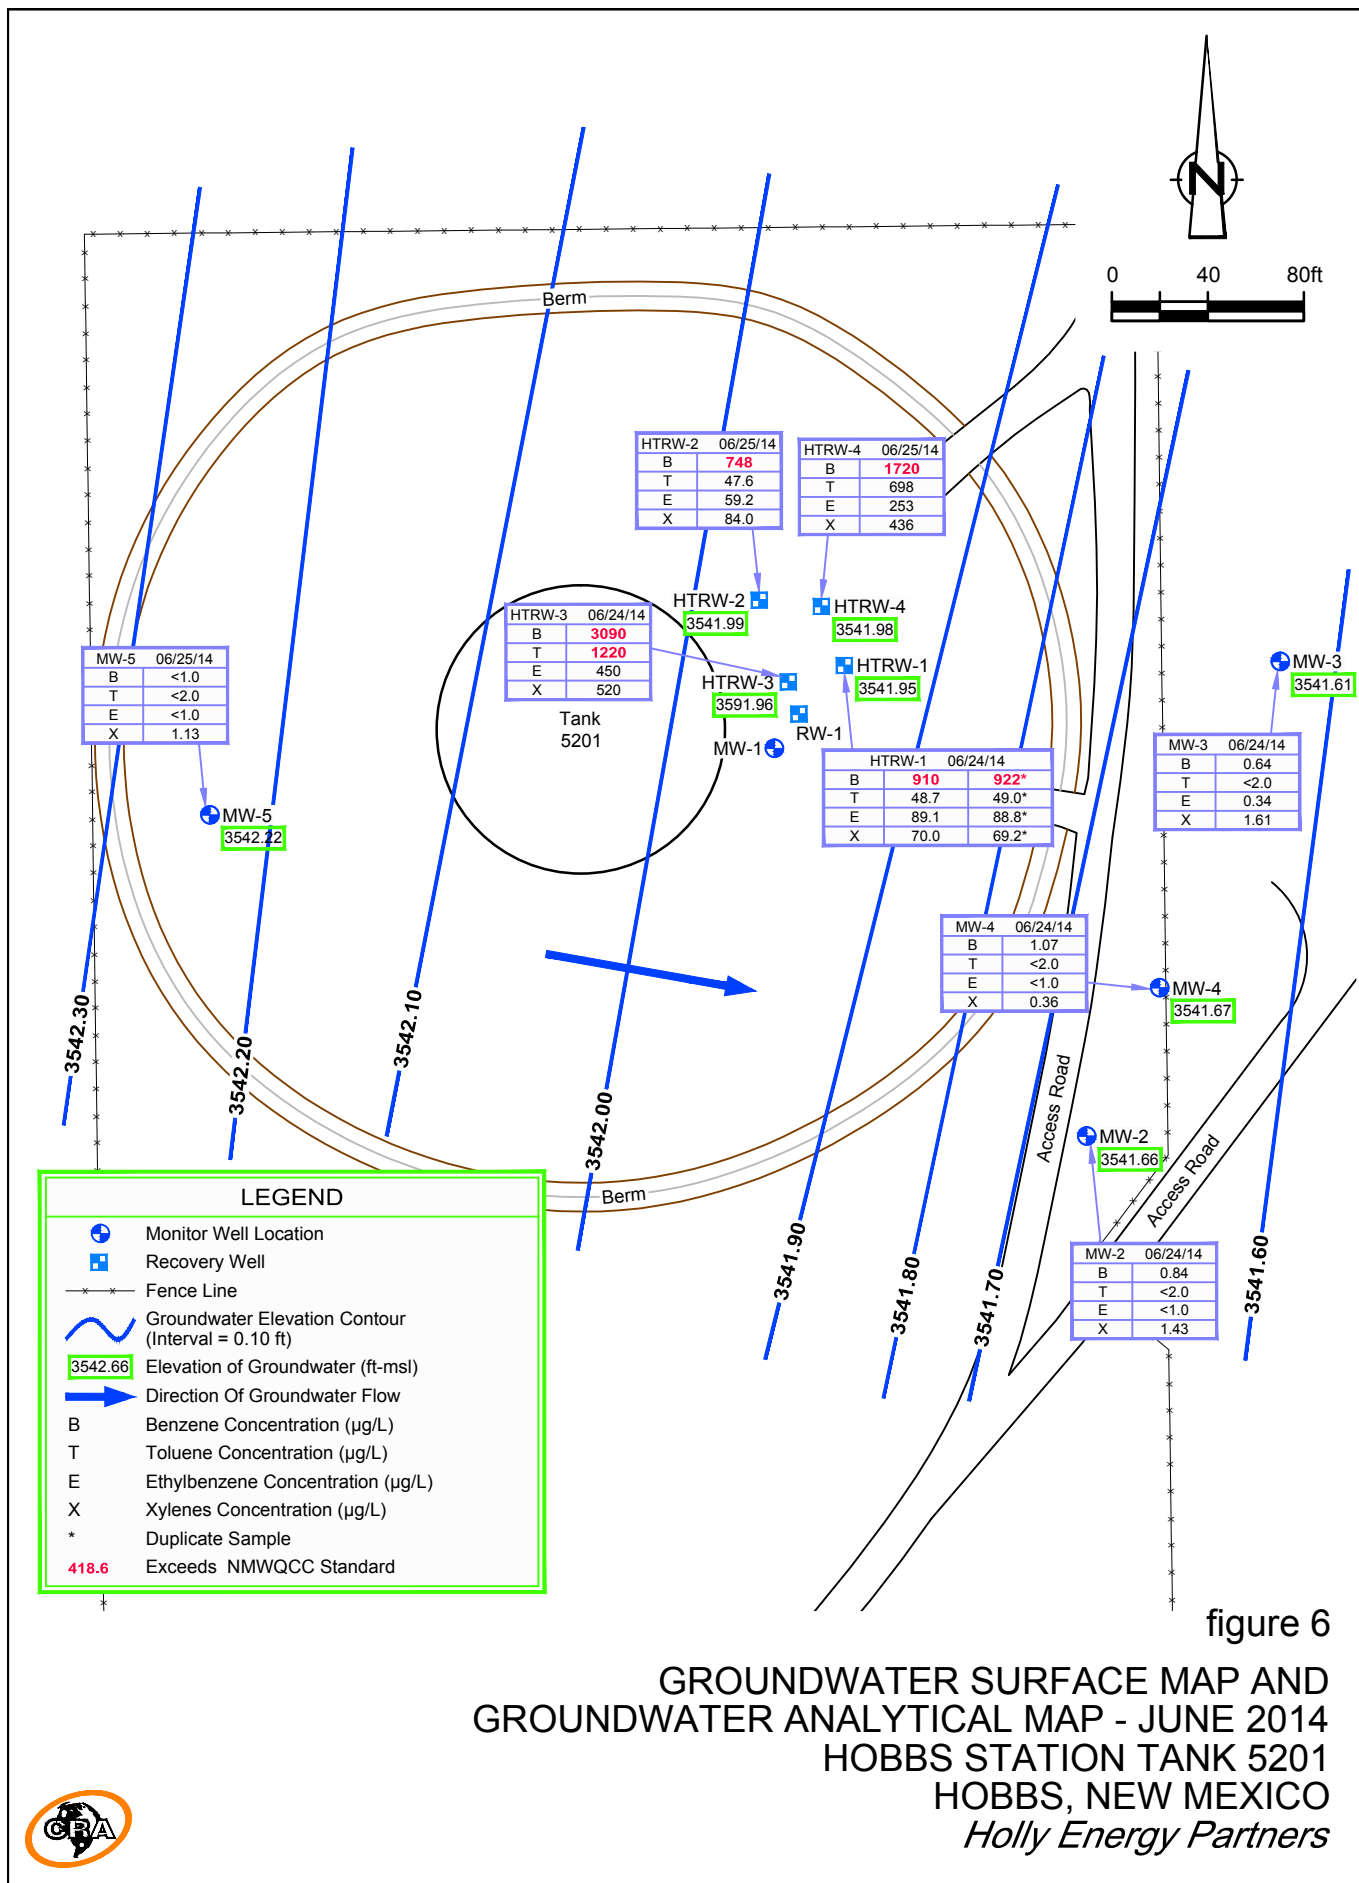 N
0 40 80ft
Berm
HTRW-2 06/25/14
B 748
T 47.6
E 59.2
X 84.0
HTRW-4 06/25/14
B 1720
T 698
E 253
X 436
HTRW-2
3541.99
HTRW-4
3541.98
HTRW-3 06/24/14
B 3090
T 1220
E 450
X 520
MW-5 06/25/14
B <1.0
T <2.0
E <1.0
X 1.13
HTRW-1
3541.95
HTRW-3
3591.96
MW-3
3541.61
Tank
5201
RW-1
MW-1
MW-3 06/24/14
B 0.64
T <2.0
E 0.34
X 1.61
HTRW-1 06/24/14
B 910 922*
T 48.7 49.0*
E 89.1 88.8*
X 70.0 69.2*
MW-5
3542.22
MW-4 06/24/14
B 1.07
T <2.0
E <1.0
X 0.36
MW-4
3541.67
3542.30
3542.20
3542.10
3542.00
3541.90
3541.80
3541.70
3541.60
Access Road
MW-2
3541.66
Access Road
Berm
MW-2 06/24/14
B 0.84
T <2.0
E <1.0
X 1.43
LEGEND
Monitor Well Location
Recovery Well
Fence Line
Groundwater Elevation Contour
(Interval = 0.10 ft)
3542.66 Elevation of Groundwater (ft-msl)
Direction Of Groundwater Flow
B Benzene Concentration (µg/L)
T Toluene Concentration (µg/L)
E Ethylbenzene Concentration (µg/L)
X Xylenes Concentration (µg/L)
* Duplicate Sample
418.6 Exceeds NMWQCC Standard
figure 6
GROUNDWATER SURFACE MAP AND
GROUNDWATER ANALYTICAL MAP - JUNE 2014
HOBBS STATION TANK 5201
HOBBS, NEW MEXICO
Holly Energy Partners
CRA